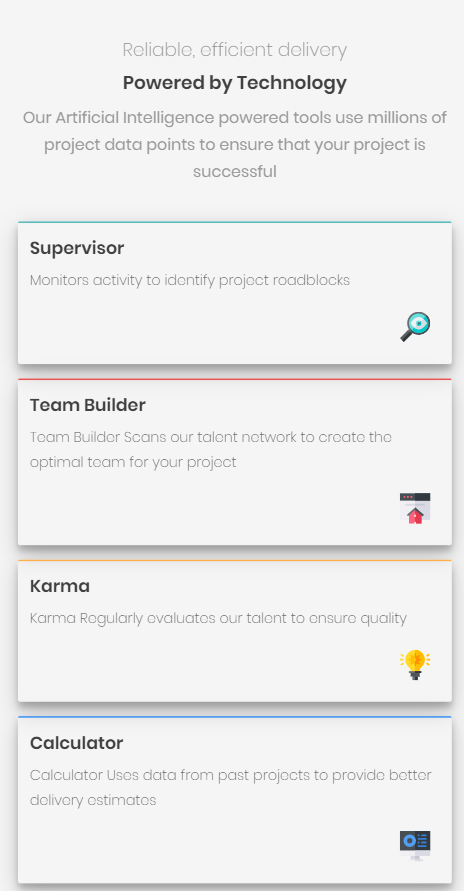 Reliable, efficient delivery
Powered by Technology
Our Artificial Intelligence powered tools use millions of
project data points to ensure that your project is
successful
Supervisor
Monitors activity to identify project roadblocks
Team Builder
Team Builder Scans our talent network to create the
optimal team for your project
Karma
Karma Regularly evaluates our talent to ensure quality
Calculator
Calculator Uses data from past projects to provide better
delivery estimates